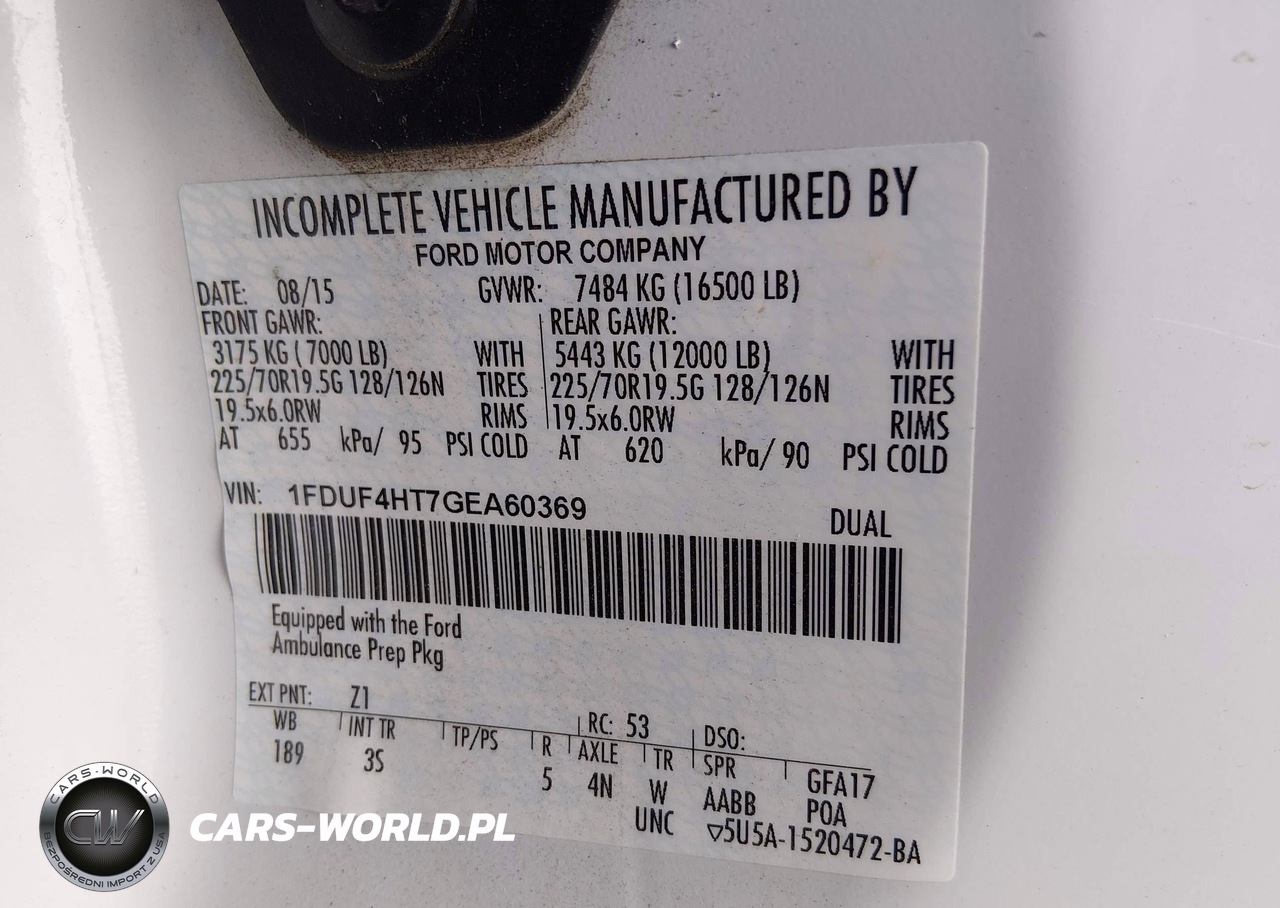 INCOMPLETE VEHICLE MANUFACTURED BY
FORD MOTOR COMPANY
DATE: 08/15 GVWR: 7484 KG (16500 LB)
FRONT GAWR: REAR GAWR:
3175 KG ( 7000 LB) WITH 5443 KG (12000 LB) WITH
225/70R19.5G 128/126N TIRES 225/70R19.5G 128/126N TIRES
19.5x6.0RW RIMS 19.5x6.0RW RIMS
AT 655 kPa/ 95 PSI COLD AT 620 kPa/ 90 PSI COLD
VIN: 1FDUF4HT7GEA60369 DUAL
Equipped with the Ford
Ambulance Prep Pkg
EXT PNT: Z1 RC: 53 DSO:
WB INT TR TP/PS R AXLE TR SPR GFA17
189 3S 5 4N W AABB POA
UNC ▽5U5A-1520472-BA
CARS-WORLD
CW
BEZPOŚREDNI IMPORT Z USA
CARS-WORLD.PL